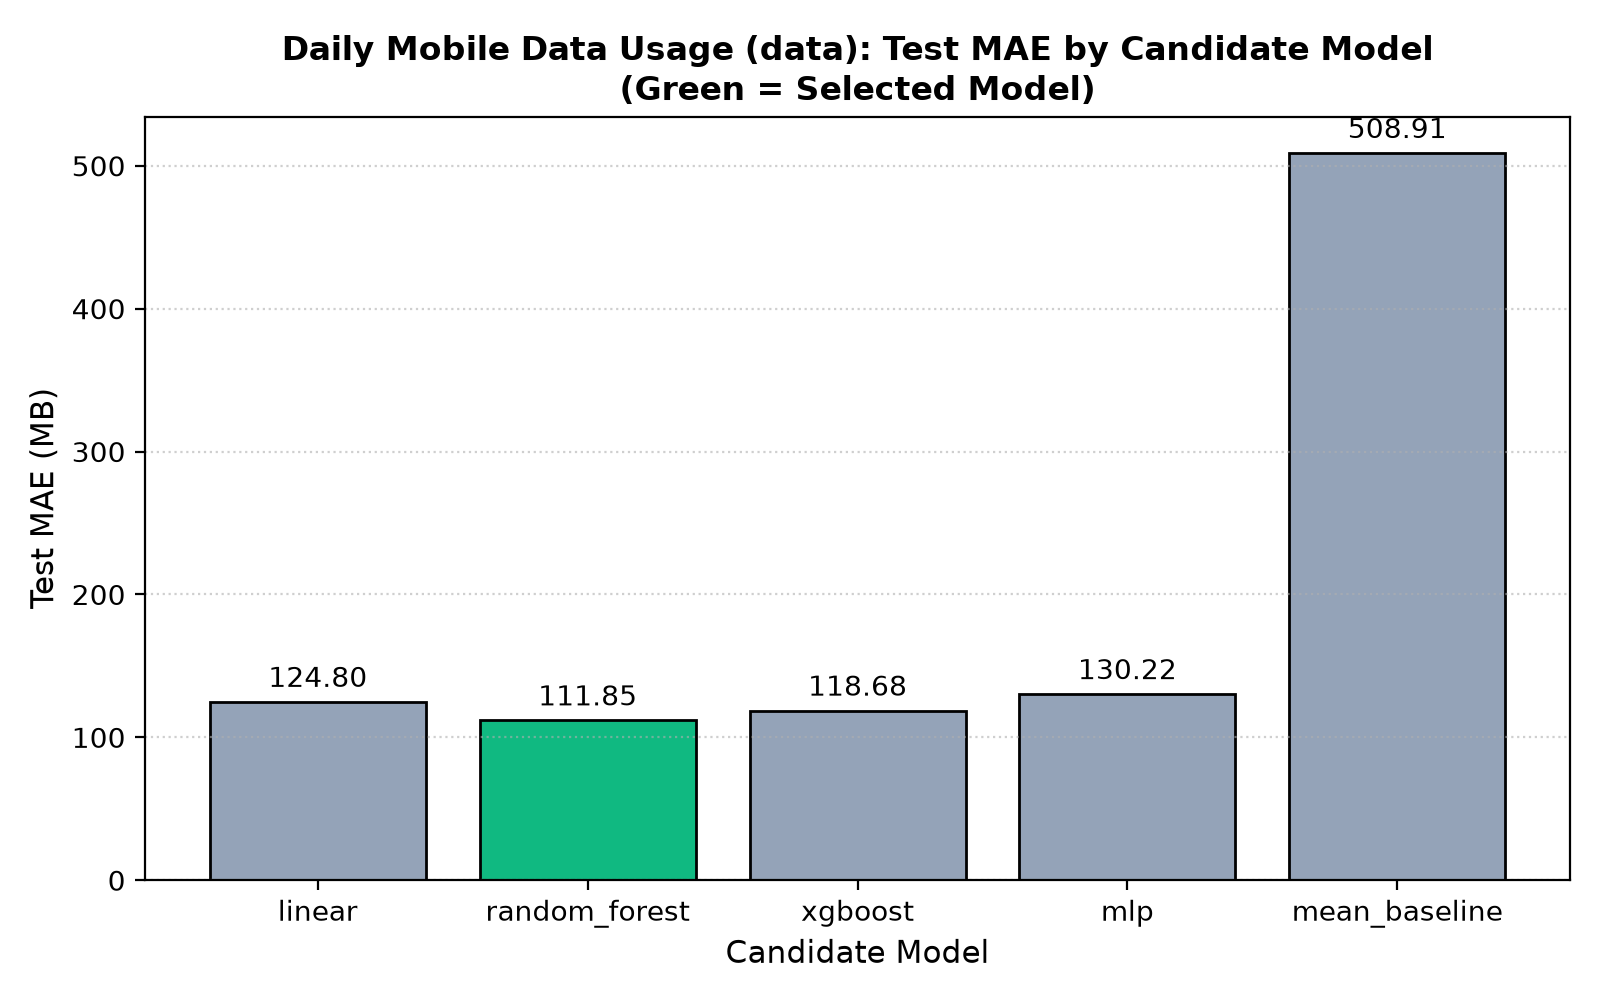 Daily Mobile Data Usage (data): Test MAE by Candidate Model
(Green = Selected Model)
Test MAE (MB)
500
400
300
200
100
0
124.80
111.85
118.68
130.22
508.91
linear
random_forest
xgboost
mlp
mean_baseline
Candidate Model